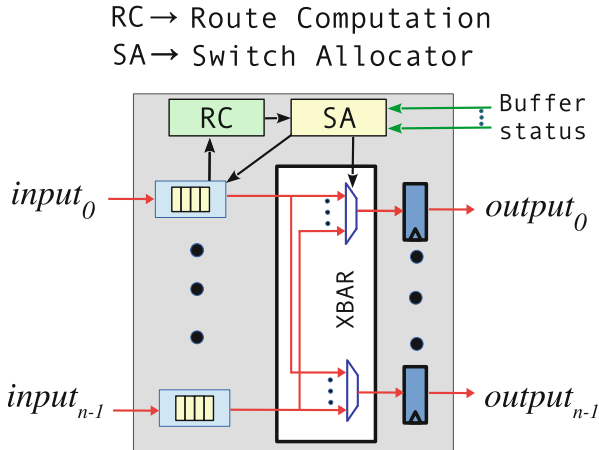 RC→ Route Computation
SA→ Switch Allocator
RC
SA
Buffer
status
input0
output0
XBAR
inputn-1
outputn-1